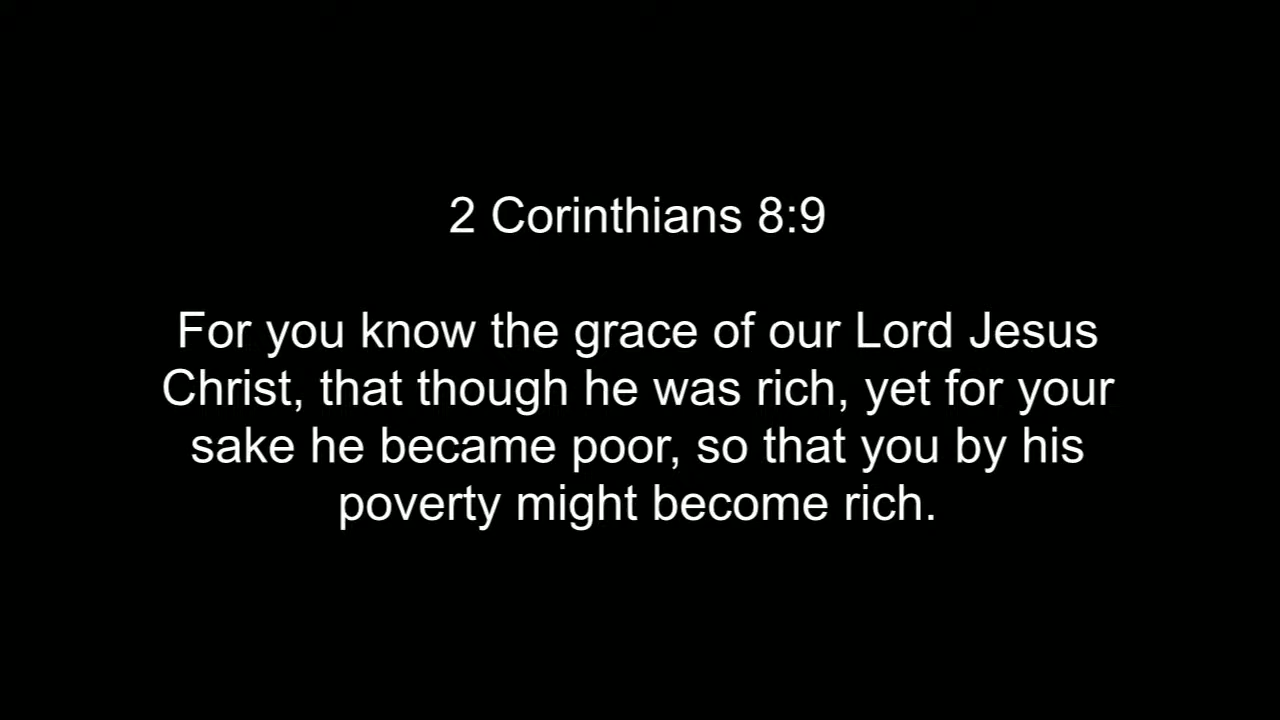 2 Corinthians 8:9
For you know the grace of our Lord Jesus
Christ, that though he was rich, yet for your
sake he became poor, so that you by his
poverty might become rich.